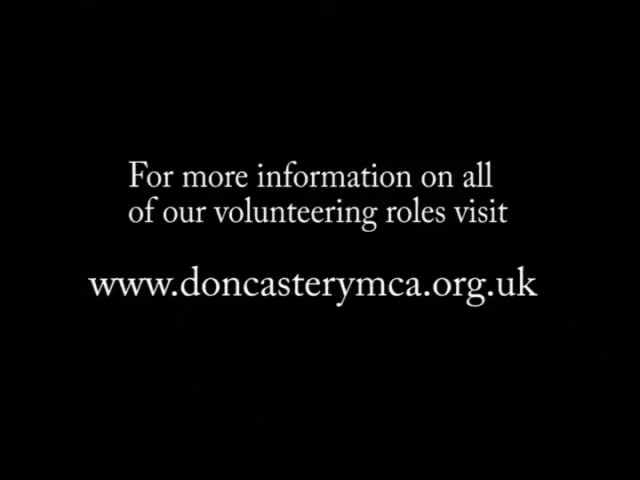 For more information on all
of our volunteering roles visit
www.doncasterymca.org.uk